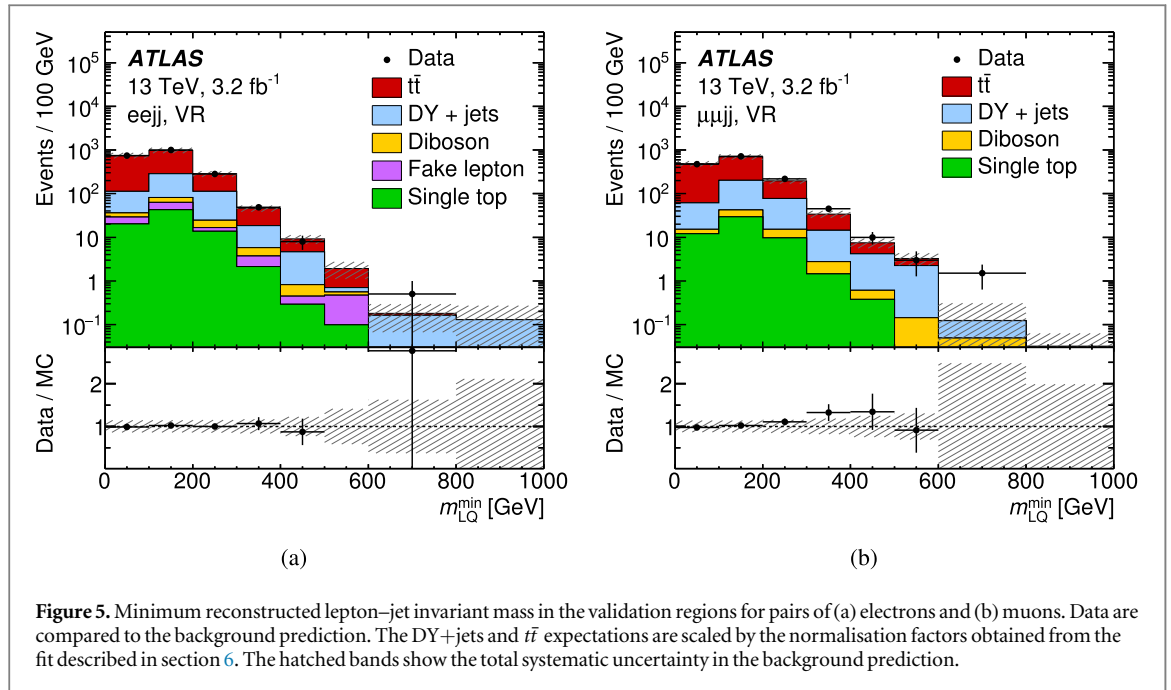 Events / 100 GeV
10⁵
10⁴
10³
10²
10
1
10⁻¹
ATLAS
13 TeV, 3.2 fb⁻¹
eejj, VR
Data
tt̄
DY + jets
Diboson
Fake lepton
Single top
Data / MC
2
1
0 200 400 600 800 1000
m_LQ^min [GeV]
(a)
Events / 100 GeV
10⁵
10⁴
10³
10²
10
1
10⁻¹
ATLAS
13 TeV, 3.2 fb⁻¹
μμjj, VR
Data
tt̄
DY + jets
Diboson
Single top
Data / MC
2
1
0 200 400 600 800 1000
m_LQ^min [GeV]
(b)
Figure 5. Minimum reconstructed lepton–jet invariant mass in the validation regions for pairs of (a) electrons and (b) muons. Data are
compared to the background prediction. The DY+jets and tt̄ expectations are scaled by the normalisation factors obtained from the
fit described in section 6. The hatched bands show the total systematic uncertainty in the background prediction.